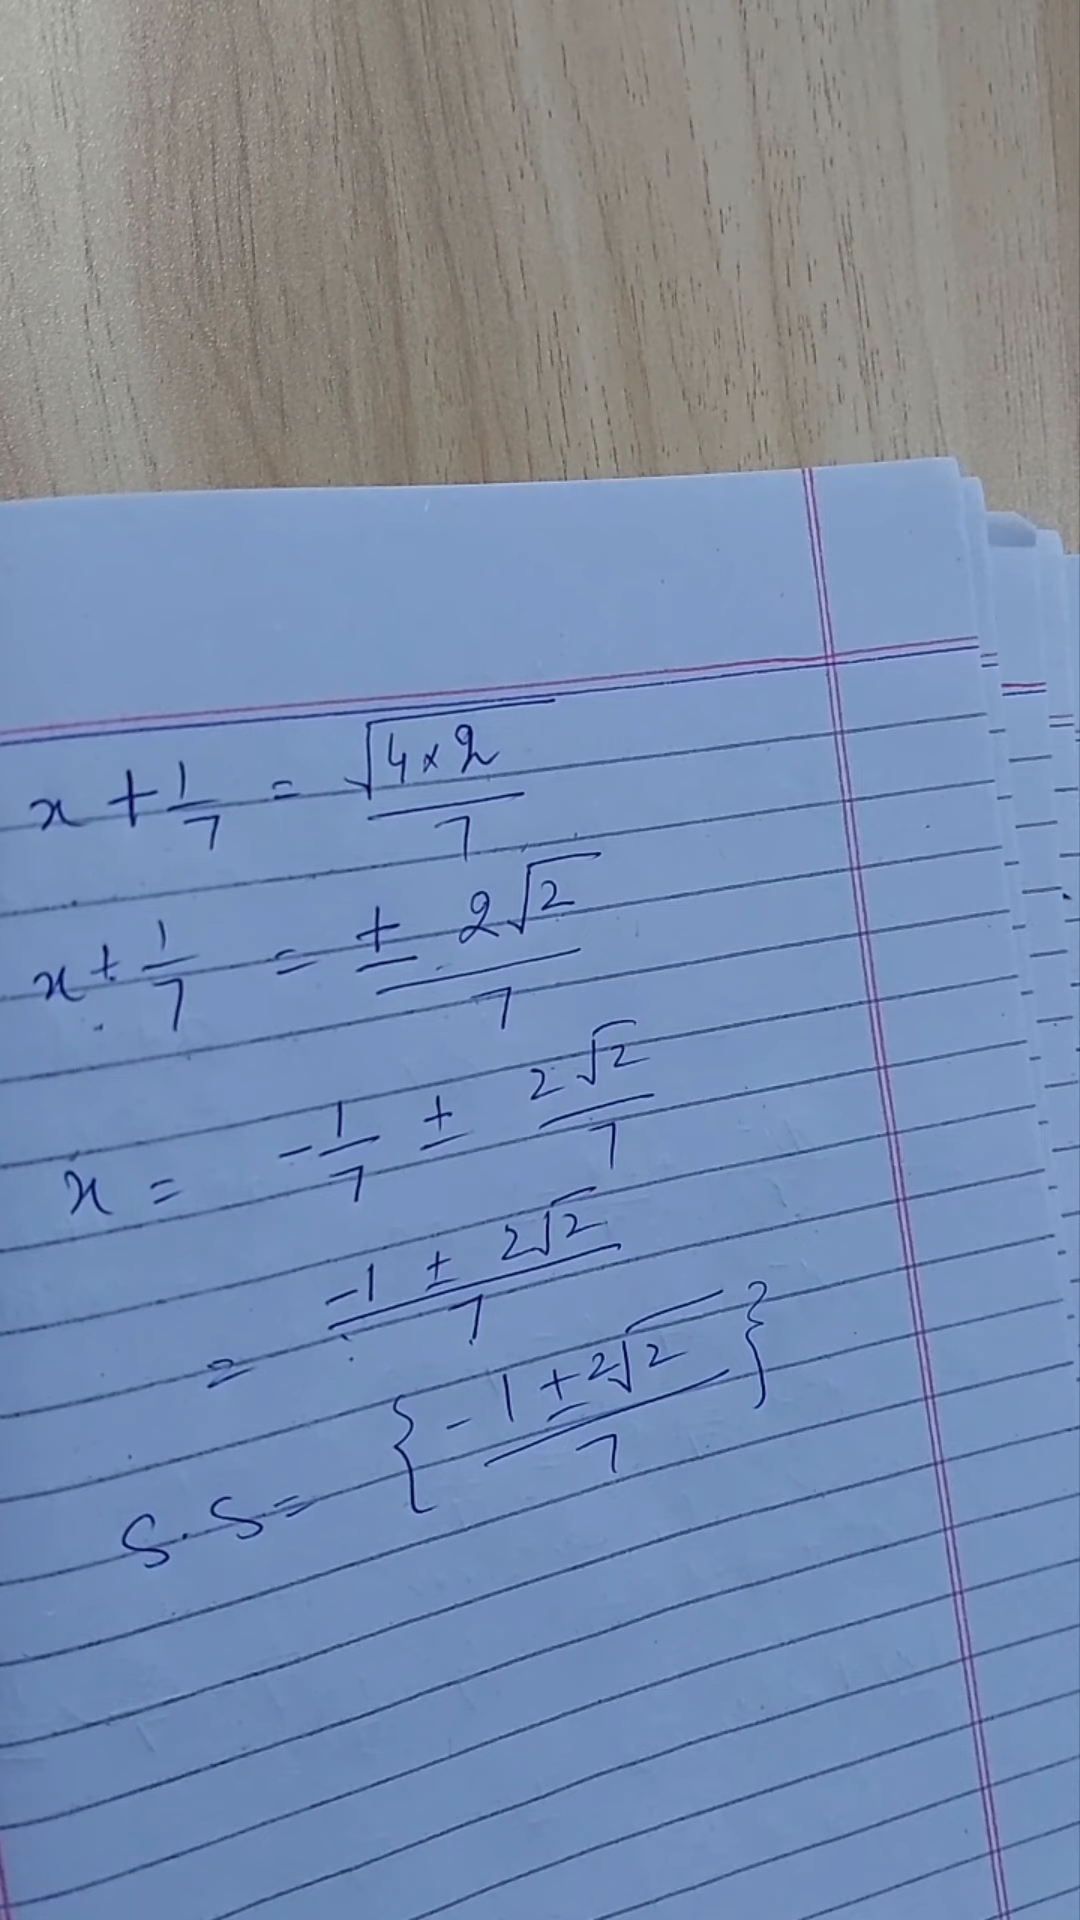 x + 1/7 = √(4×2)/7
x + 1/7 = ± 2√2/7
x = -1/7 ± 2√2/7
= (-1 ± 2√2)/7
S.S = {(-1 ± 2√2)/7}